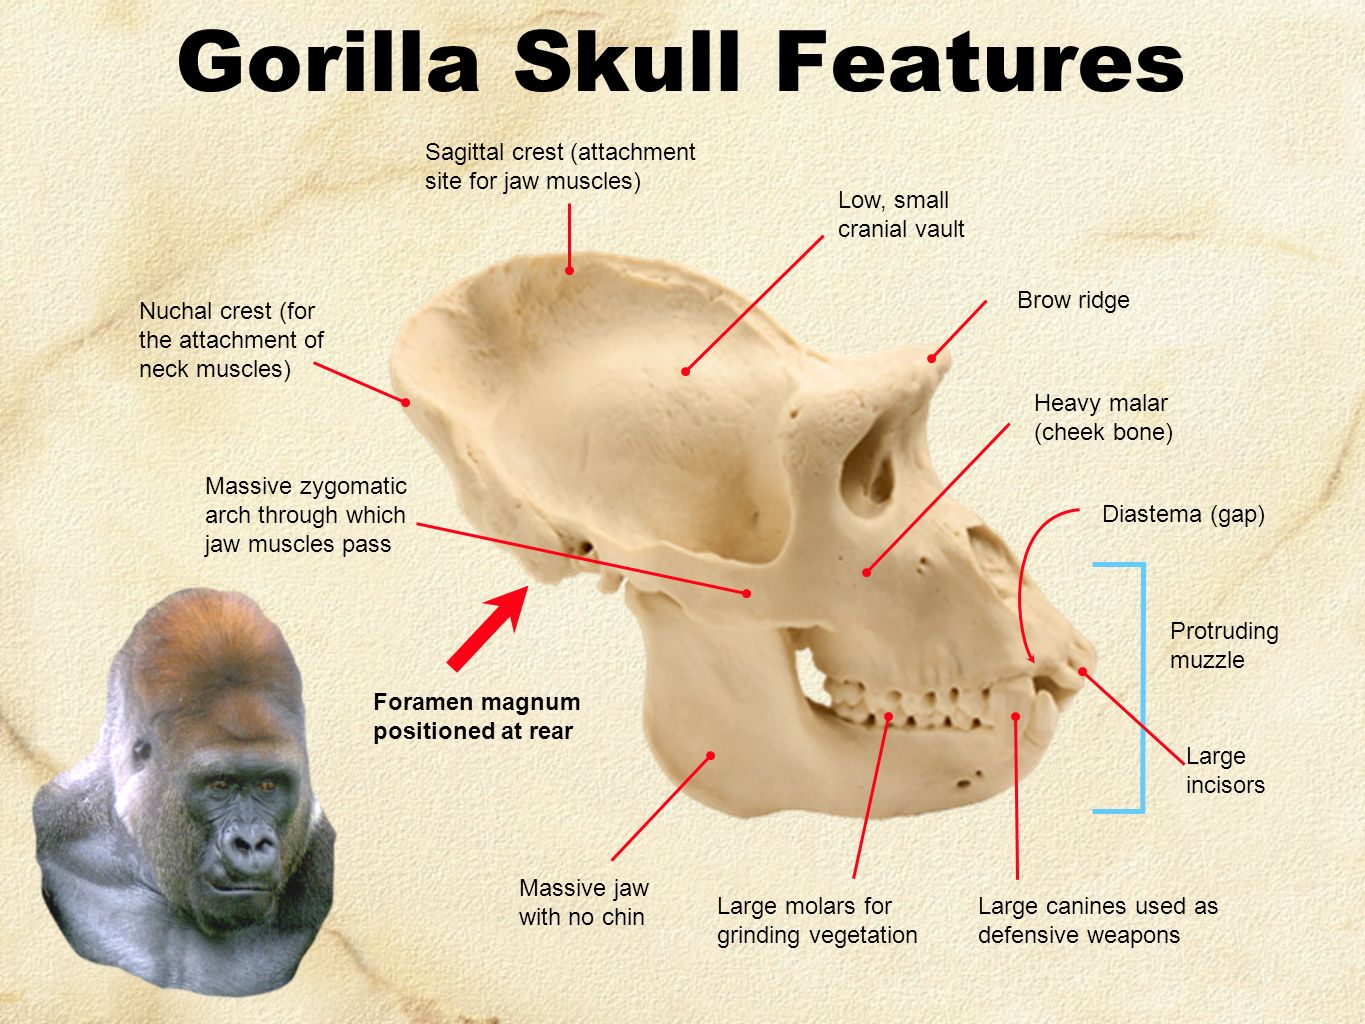 Gorilla Skull Features
Sagittal crest (attachment
site for jaw muscles)
Low, small
cranial vault
Brow ridge
Nuchal crest (for
the attachment of
neck muscles)
Heavy malar
(cheek bone)
Massive zygomatic
arch through which
jaw muscles pass
Diastema (gap)
Protruding
muzzle
Foramen magnum
positioned at rear
Large
incisors
Massive jaw
with no chin
Large molars for
grinding vegetation
Large canines used as
defensive weapons